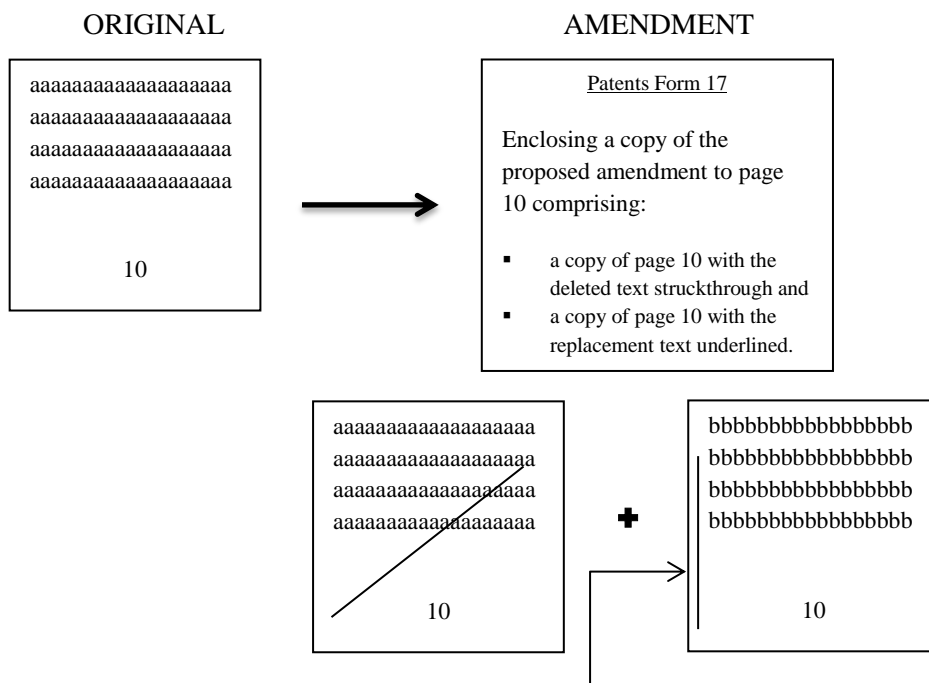 ORIGINAL
AMENDMENT
aaaaaaaaaaaaaaaaaaa
aaaaaaaaaaaaaaaaaaa
aaaaaaaaaaaaaaaaaaa
aaaaaaaaaaaaaaaaaaa
10
Patents Form 17
Enclosing a copy of the
proposed amendment to page
10 comprising:
▪ a copy of page 10 with the
deleted text struckthrough and
▪ a copy of page 10 with the
replacement text underlined.
aaaaaaaaaaaaaaaaaaa
aaaaaaaaaaaaaaaaaaa
aaaaaaaaaaaaaaaaaaa
aaaaaaaaaaaaaaaaaaa
10
bbbbbbbbbbbbbbbbb
bbbbbbbbbbbbbbbbb
bbbbbbbbbbbbbbbbb
bbbbbbbbbbbbbbbbb
10